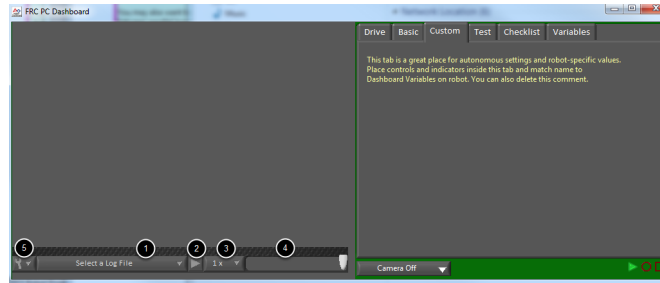 FRC PC Dashboard
Drive Basic Custom Test Checklist Variables
This tab is a great place for autonomous settings and robot-specific values.
Place controls and indicators inside this tab and match name to
Dashboard Variables on robot. You can also delete this comment.
5 1 2 3 4
Select a Log File 1 x
Camera Off